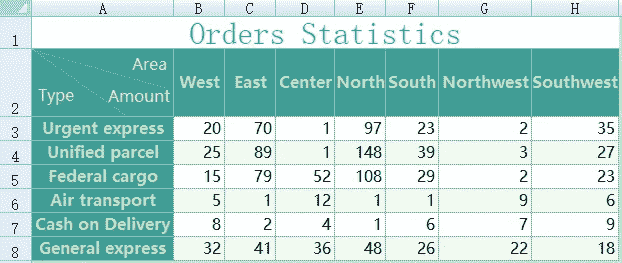 A B C D E F G H
1 Orders Statistics
2 Area Type Amount West East Center North South Northwest Southwest
3 Urgent express 20 70 1 97 23 2 35
4 Unified parcel 25 89 1 148 39 3 27
5 Federal cargo 15 79 52 108 29 2 23
6 Air transport 5 1 12 1 1 9 6
7 Cash on Delivery 8 2 4 1 6 7 9
8 General express 32 41 36 48 26 22 18